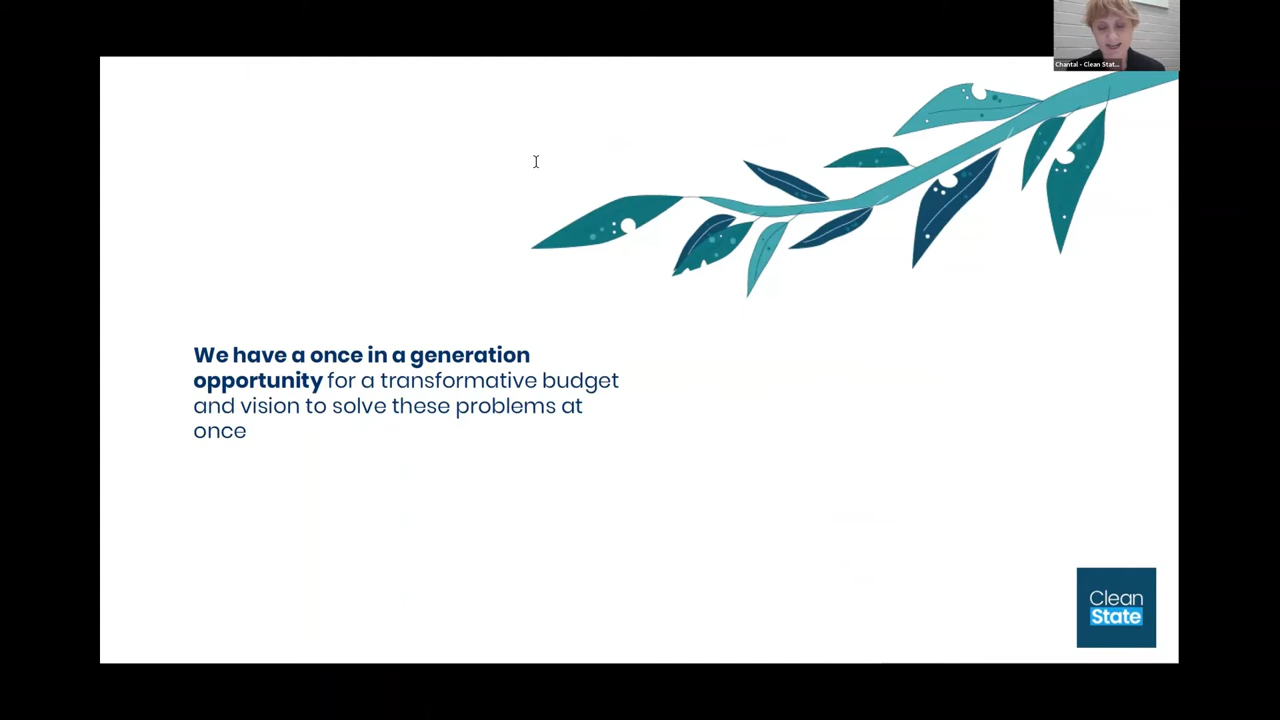 Chantal - Clean Stat...
We have a once in a generation
opportunity for a transformative budget
and vision to solve these problems at
once
Clean
State